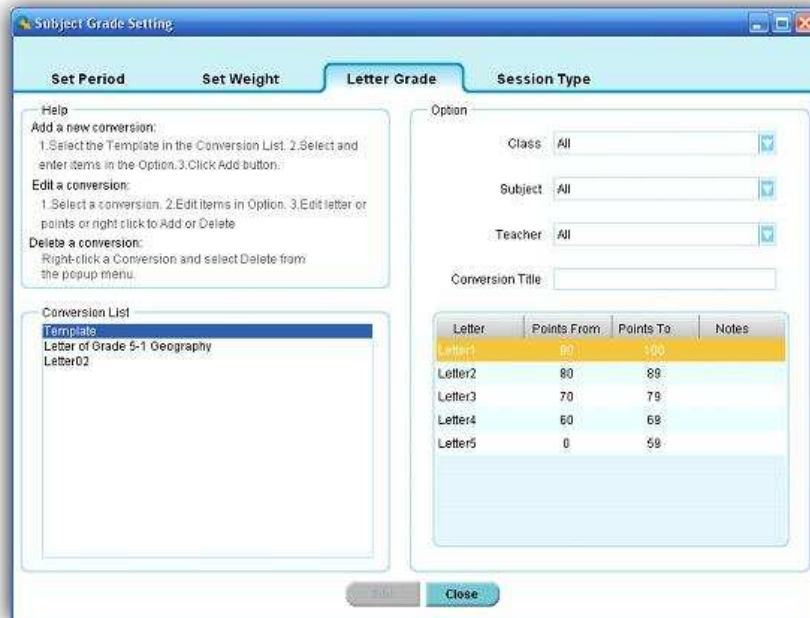 Subject Grade Setting
Set Period Set Weight Letter Grade Session Type
Help
Add a new conversion:
1.Select the Template in the Conversion List. 2.Select and
enter items in the Option.3.Click Add button.
Edit a conversion:
1.Select a conversion. 2.Edit items in Option. 3.Edit letter or
points or right click to Add or Delete
Delete a conversion:
Right-click a Conversion and select Delete from
the popup menu.
Conversion List
Template
Letter of Grade 5-1 Geography
Letter02
Option
Class All
Subject All
Teacher All
Conversion Title
Letter Points From Points To Notes
Letter1 90 100
Letter2 80 89
Letter3 70 79
Letter4 60 69
Letter5 0 59
Add Close